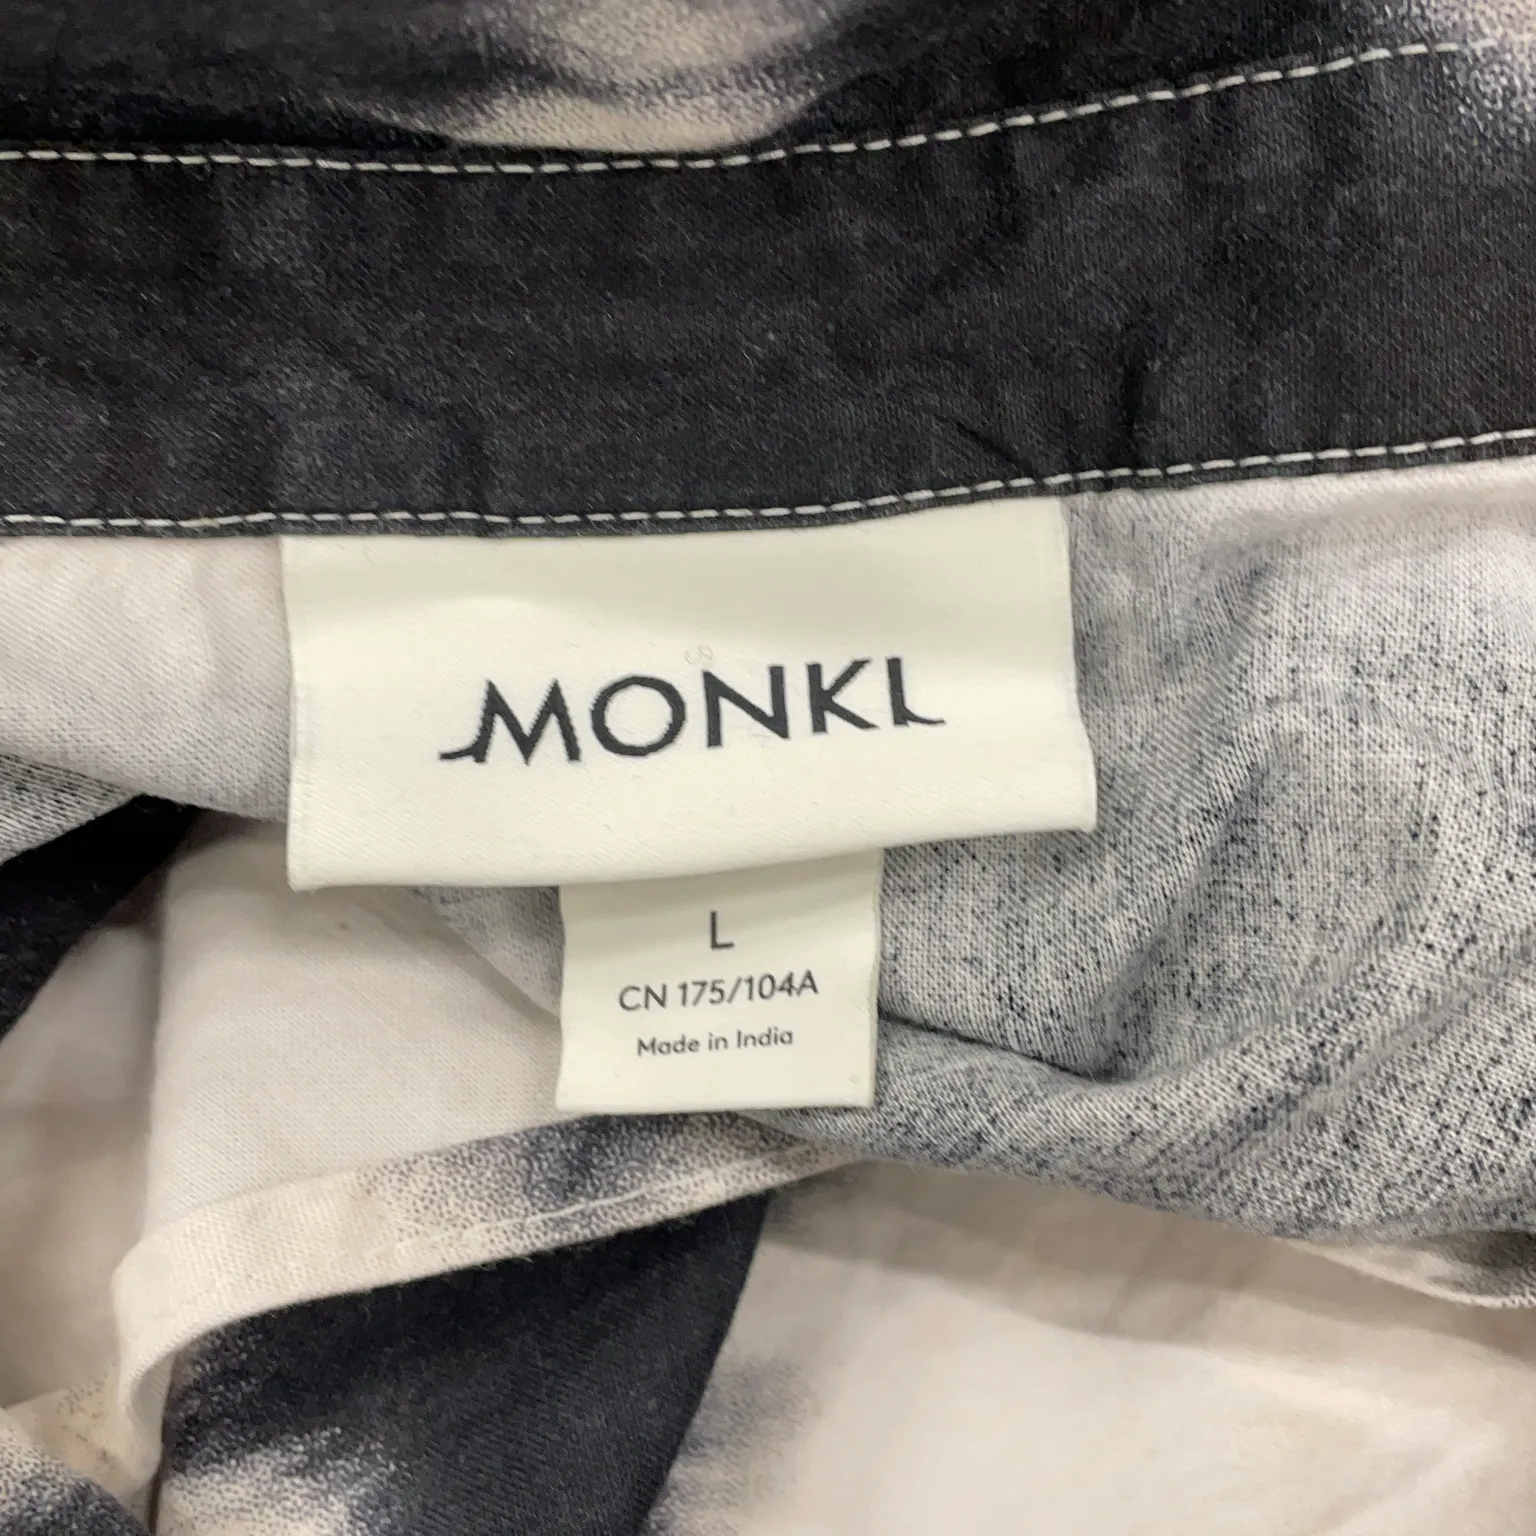 MONKI
L
CN 175/104A
Made in India